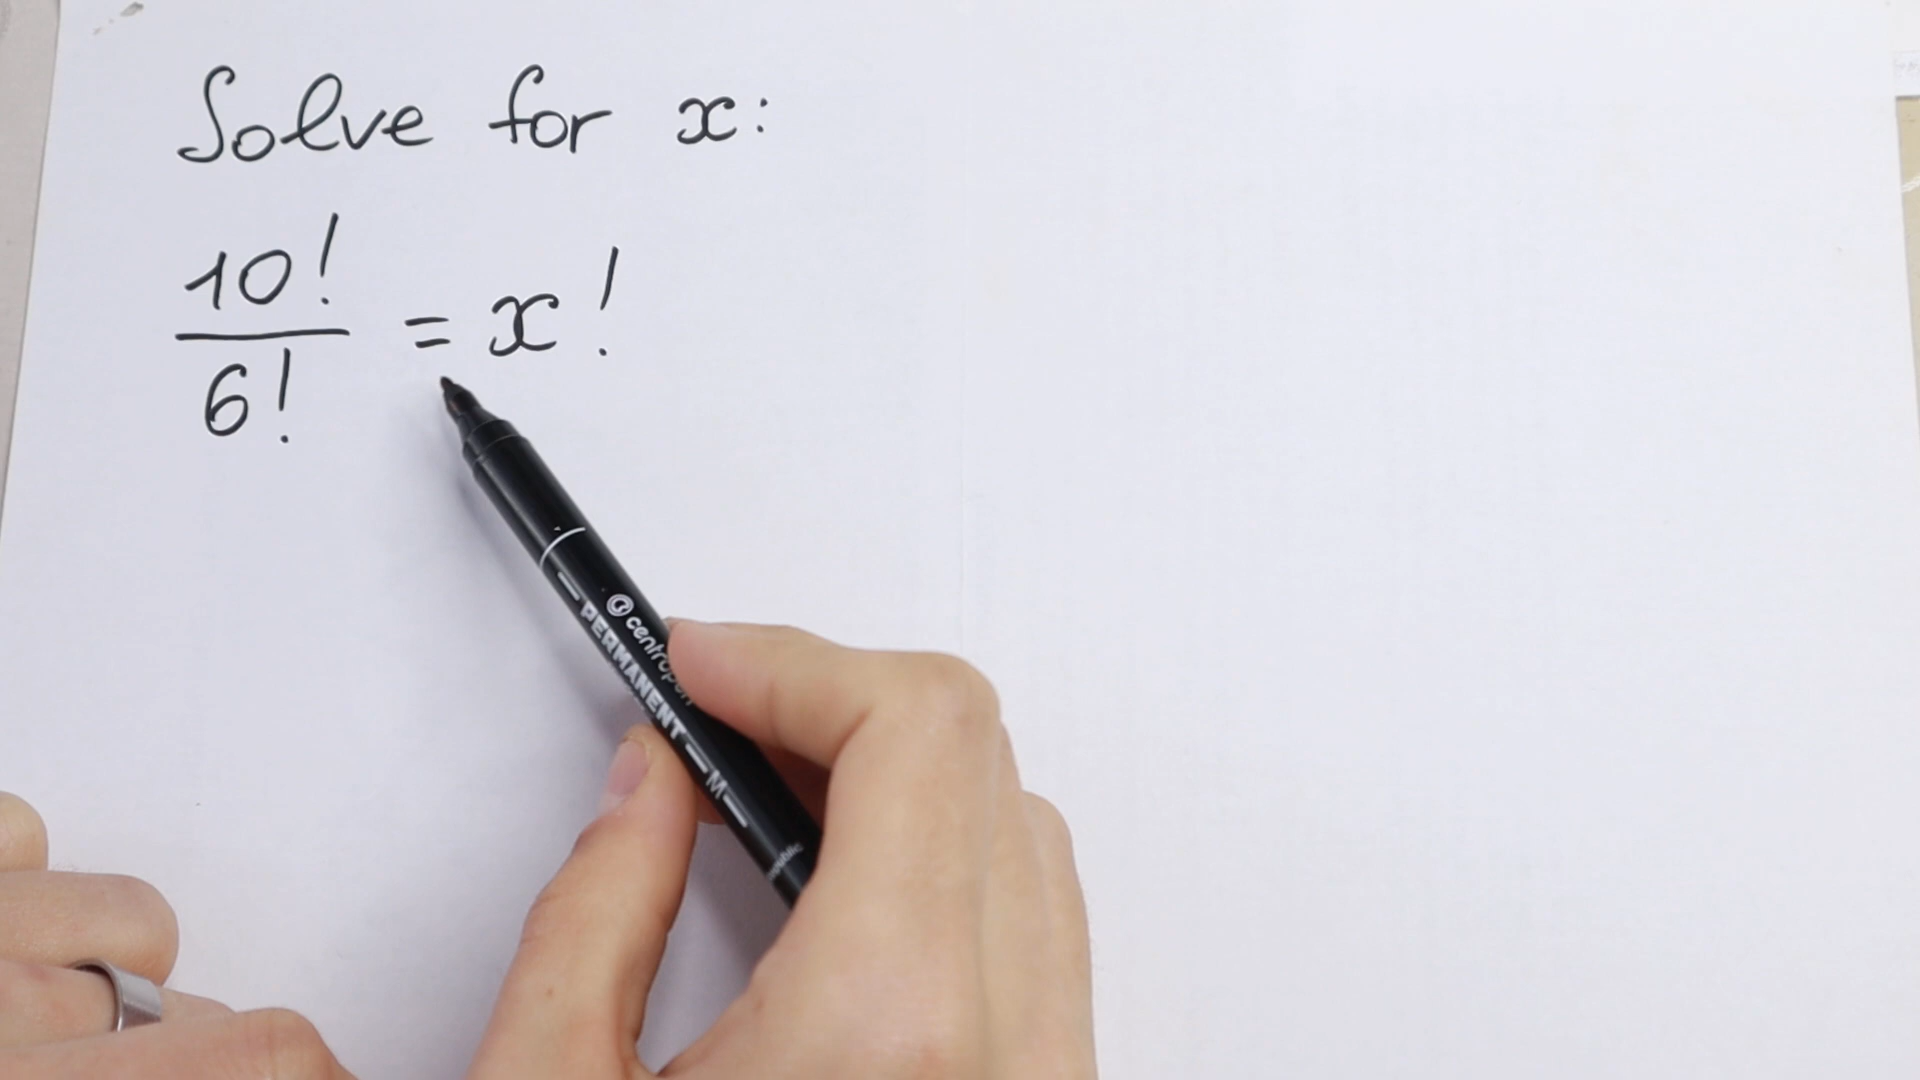 Solve for x:
10!
6!
= x!
centropen
PERMANENT M